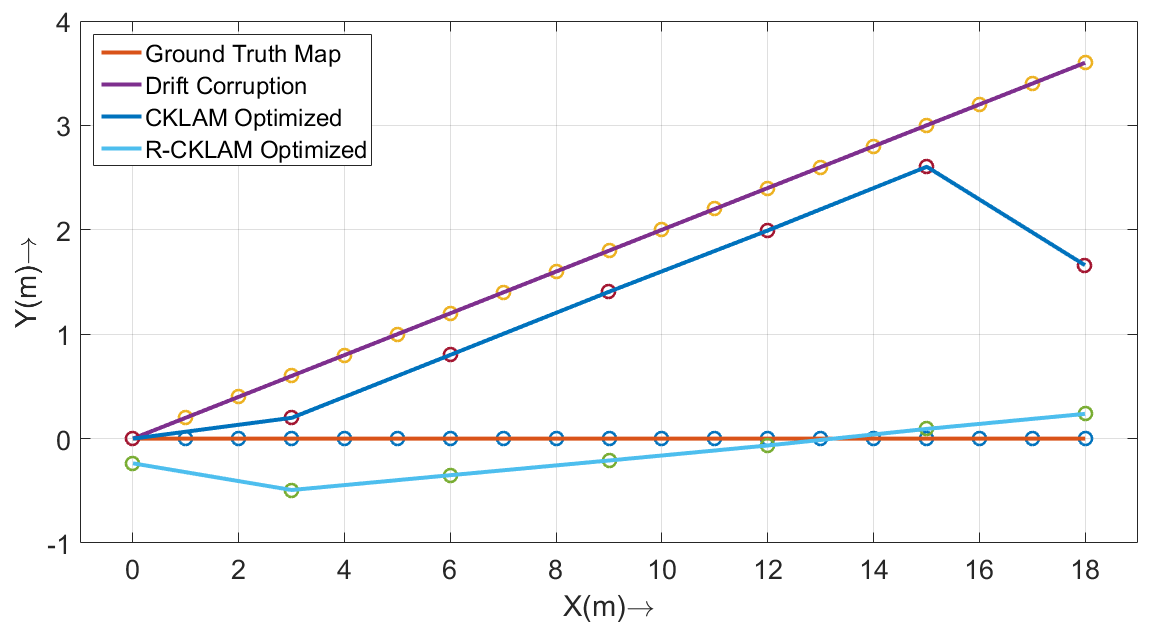 Ground Truth Map
Drift Corruption
CKLAM Optimized
R-CKLAM Optimized
4
3
2
1
0
-1
Y(m)→
0 2 4 6 8 10 12 14 16 18
X(m)→